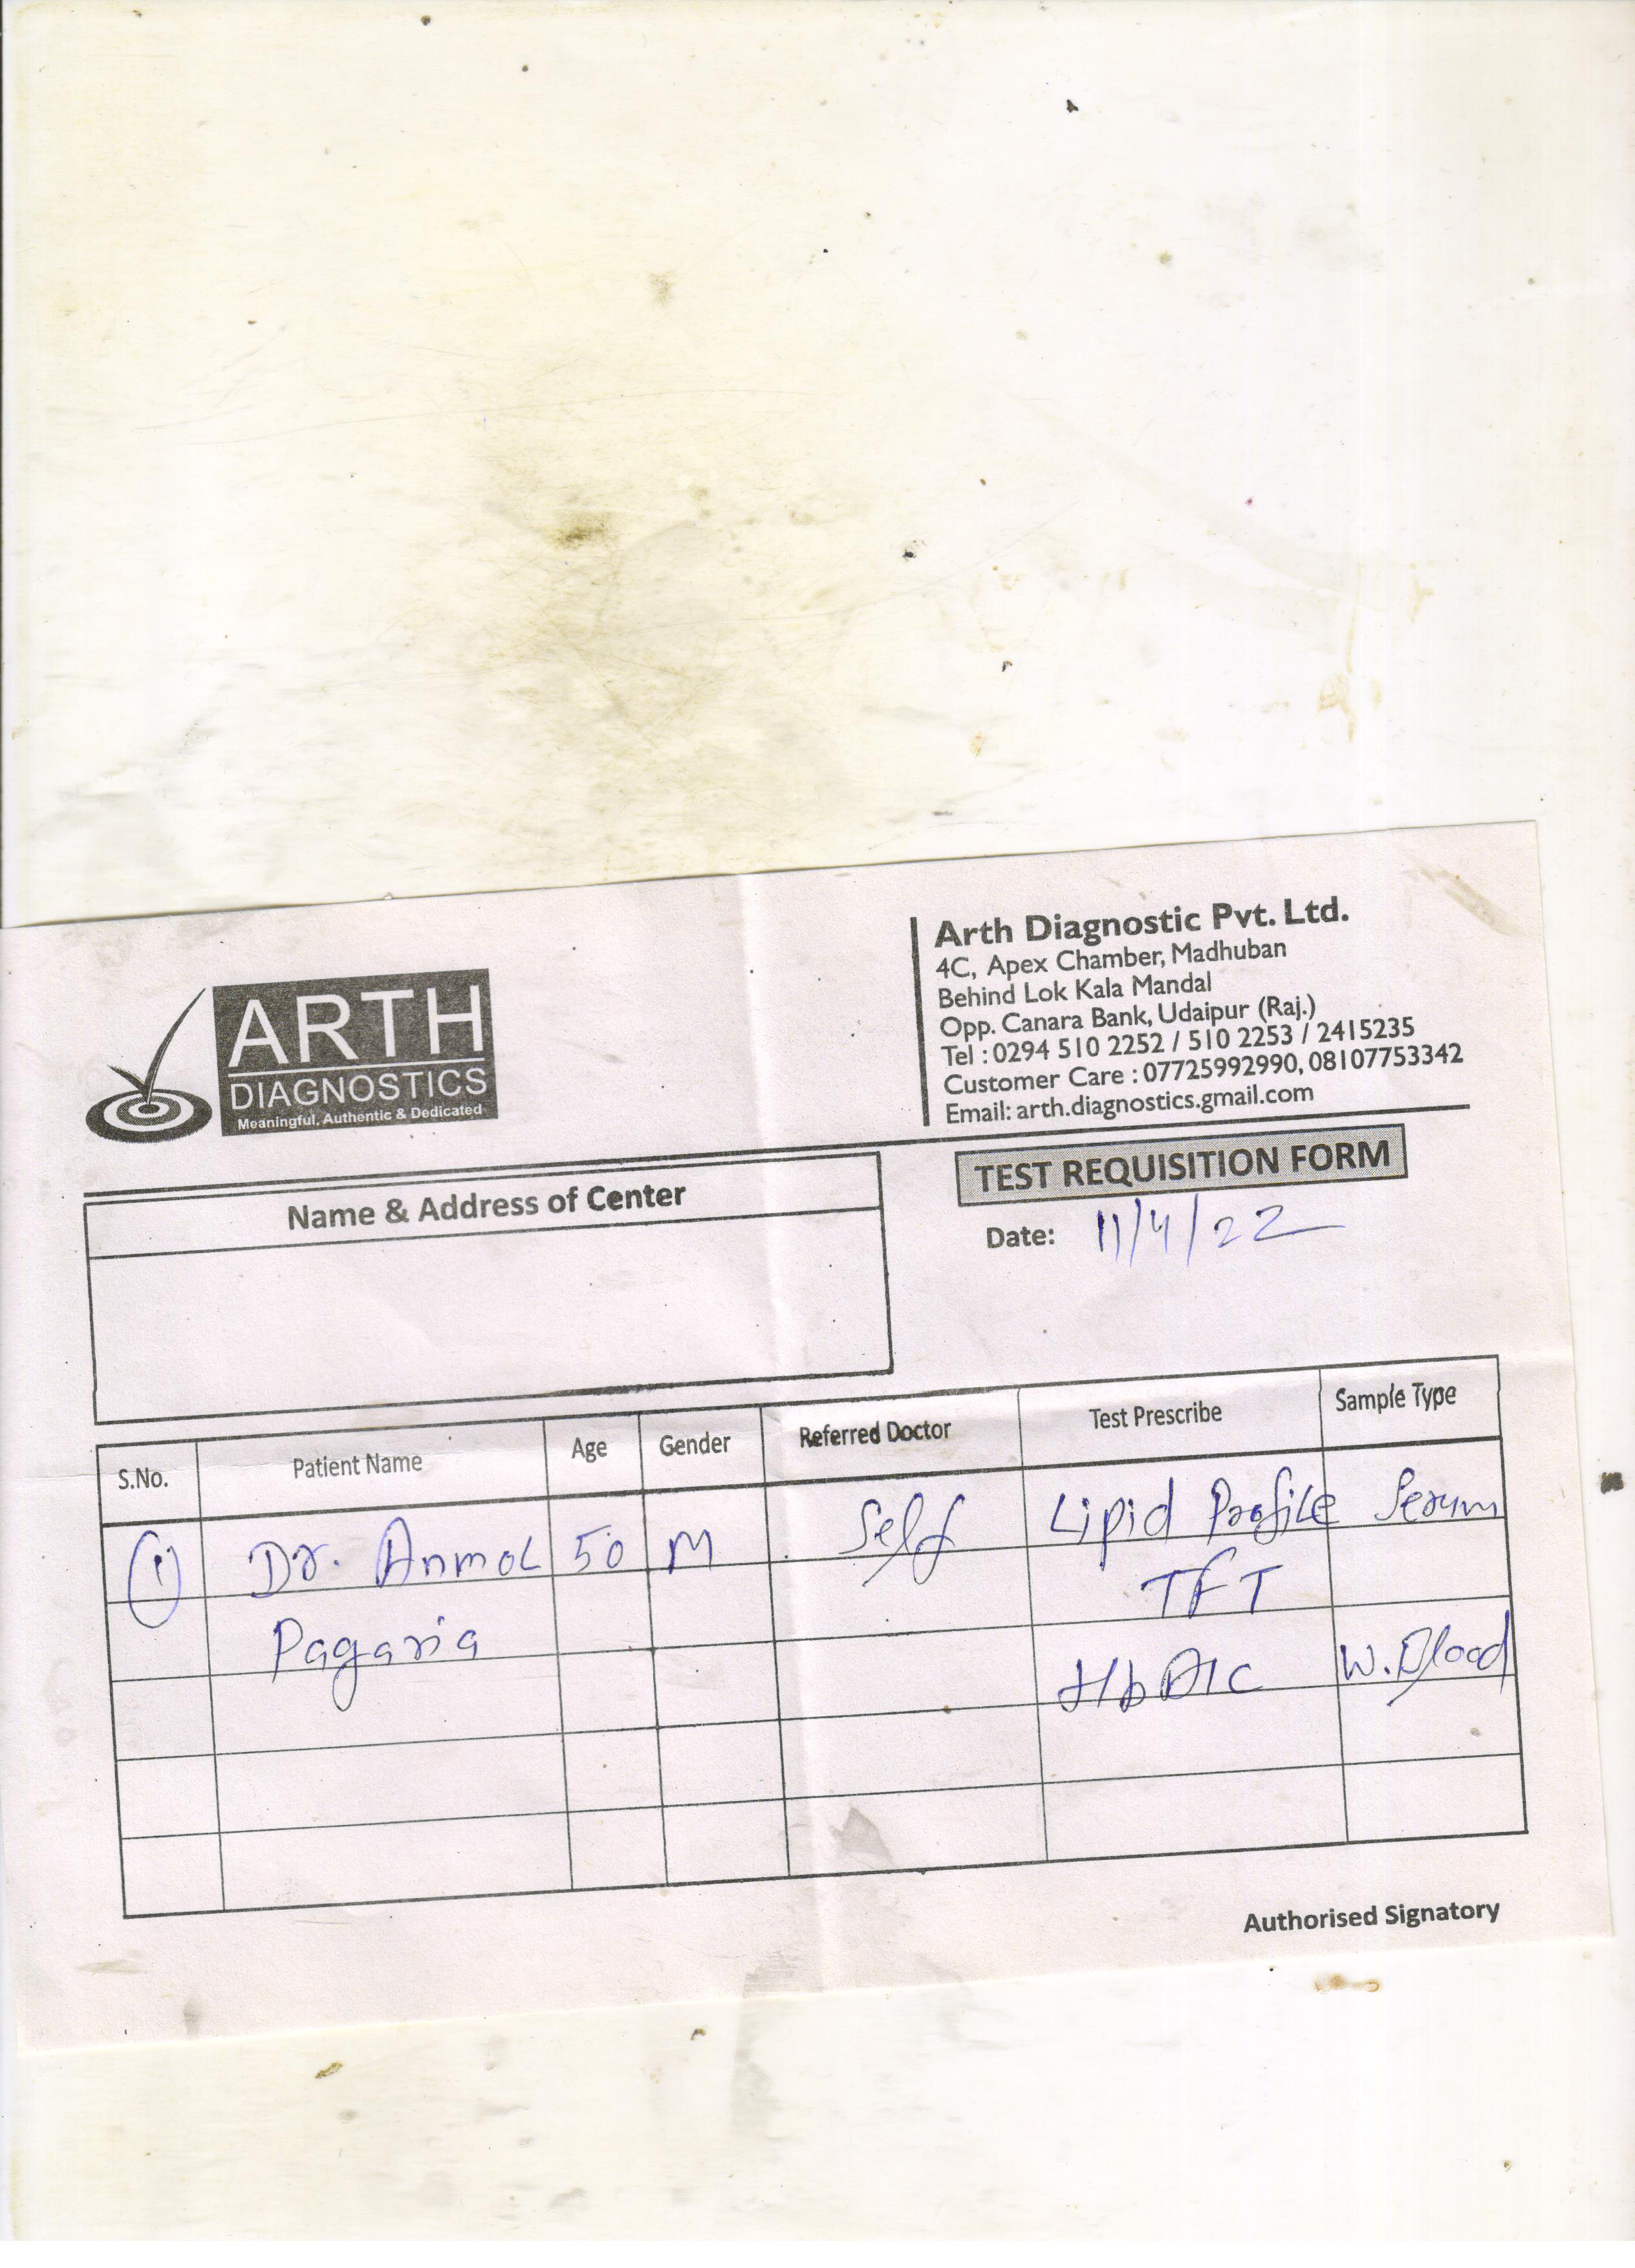 ARTH
DIAGNOSTICS
Meaningful, Authentic & Dedicated
Arth Diagnostic Pvt. Ltd.
4C, Apex Chamber, Madhuban
Behind Lok Kala Mandal
Opp. Canara Bank, Udaipur (Raj.)
Tel : 0294 510 2252 / 510 2253 / 2415235
Customer Care : 07725992990, 08107753342
Email: arth.diagnostics.gmail.com
Name & Address of Center
TEST REQUISITION FORM
Date: 11/4/22
S.No. Patient Name Age Gender Referred Doctor Test Prescribe Sample Type
(1) Dr. Anmol 50 M Self Lipid Profile Serum
TFT
Pagaria
HbA1c W. Blood
Authorised Signatory